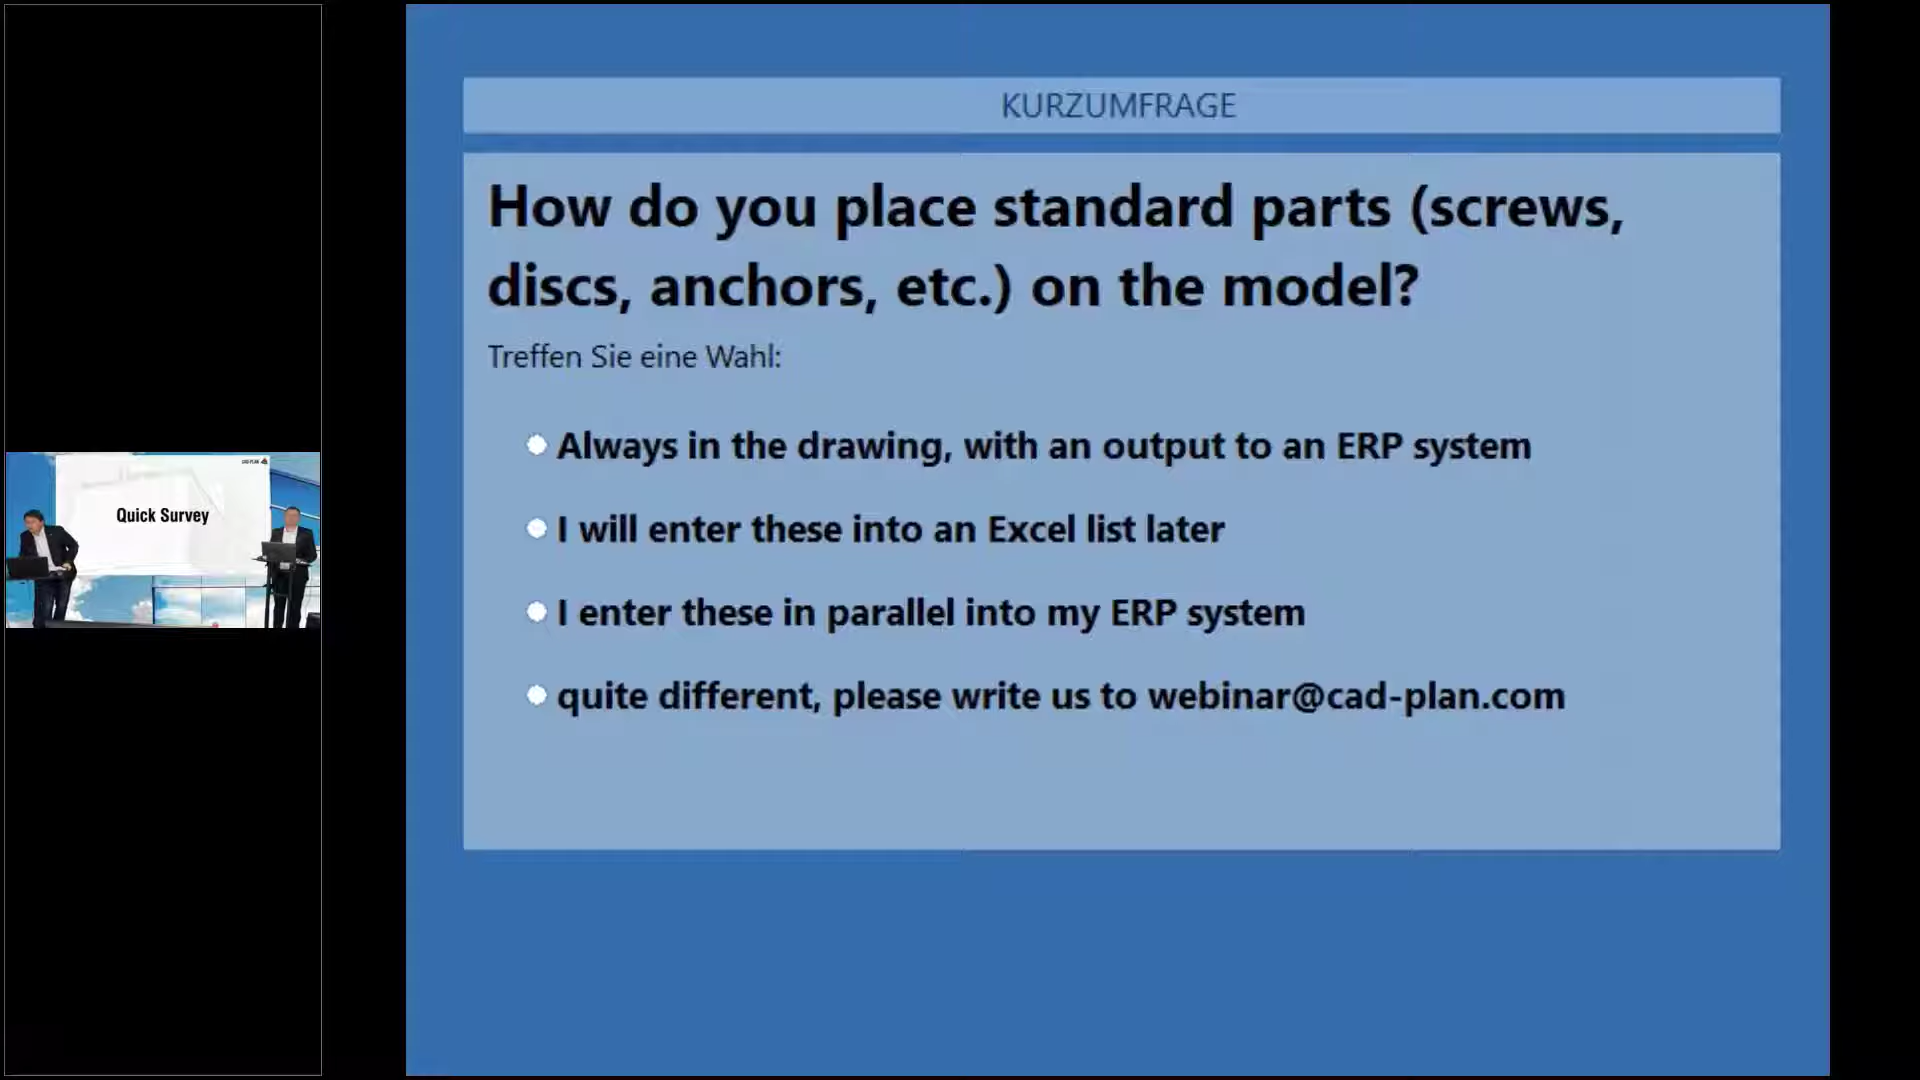 KURZUMFRAGE
How do you place standard parts (screws,
discs, anchors, etc.) on the model?
Treffen Sie eine Wahl:
Always in the drawing, with an output to an ERP system
I will enter these into an Excel list later
I enter these in parallel into my ERP system
quite different, please write us to webinar@cad-plan.com
CAD-PLAN
Quick Survey